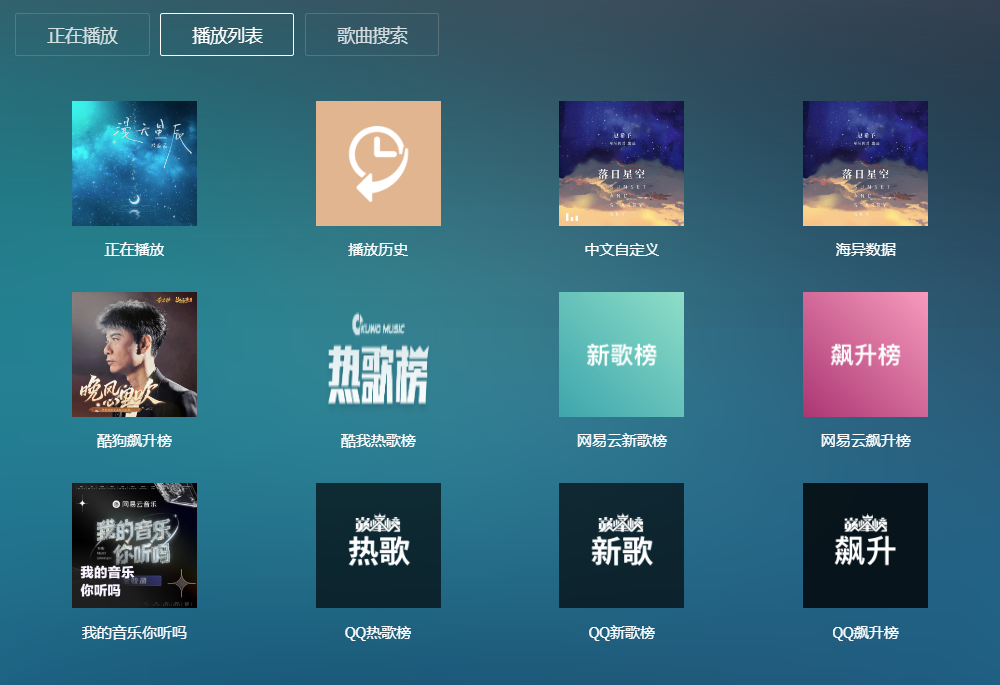 正在播放
播放列表
歌曲搜索
漫天星辰
落日星空
SUNSET
AND
落日星空
SUNSET
AND
正在播放
播放历史
中文自定义
海异数据
晚风思里吹
KUWO MUSIC
热歌榜
新歌榜
飙升榜
酷狗飙升榜
酷我热歌榜
网易云新歌榜
网易云飙升榜
网易云音乐
我的音乐
你听吗
我的音乐
你听吗
巅峰榜
热歌
巅峰榜
新歌
巅峰榜
飙升
我的音乐你听吗
QQ热歌榜
QQ新歌榜
QQ飙升榜